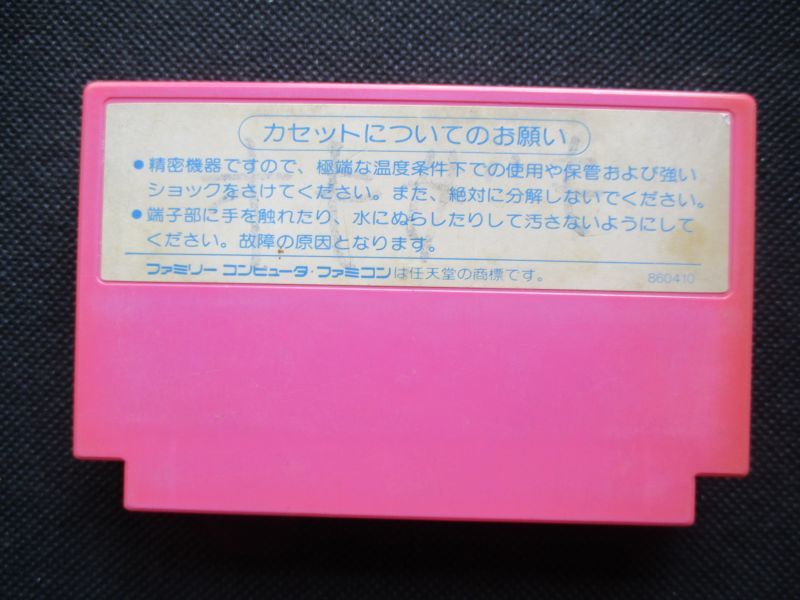 カセットについてのお願い
●精密機器ですので、極端な温度条件下での使用や保管および強い
ショックをさけてください。また、絶対に分解しないでください。
●端子部に手を触れたり、水にぬらしたりして汚さないようにして
ください。故障の原因となります。
ファミリー コンピュータ・ファミコンは任天堂の商標です。
860410